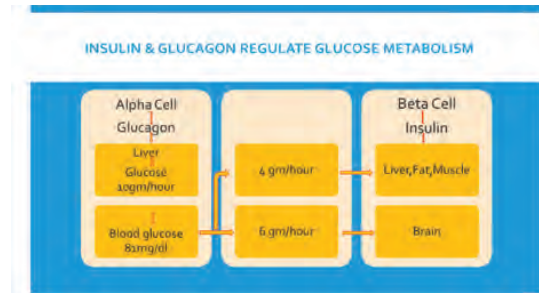 INSULIN & GLUCAGON REGULATE GLUCOSE METABOLISM
Alpha Cell
Glucagon
Liver
Glucose
10gm/hour
Blood glucose
81mg/dl
4 gm/hour
6 gm/hour
Beta Cell
Insulin
Liver,Fat,Muscle
Brain